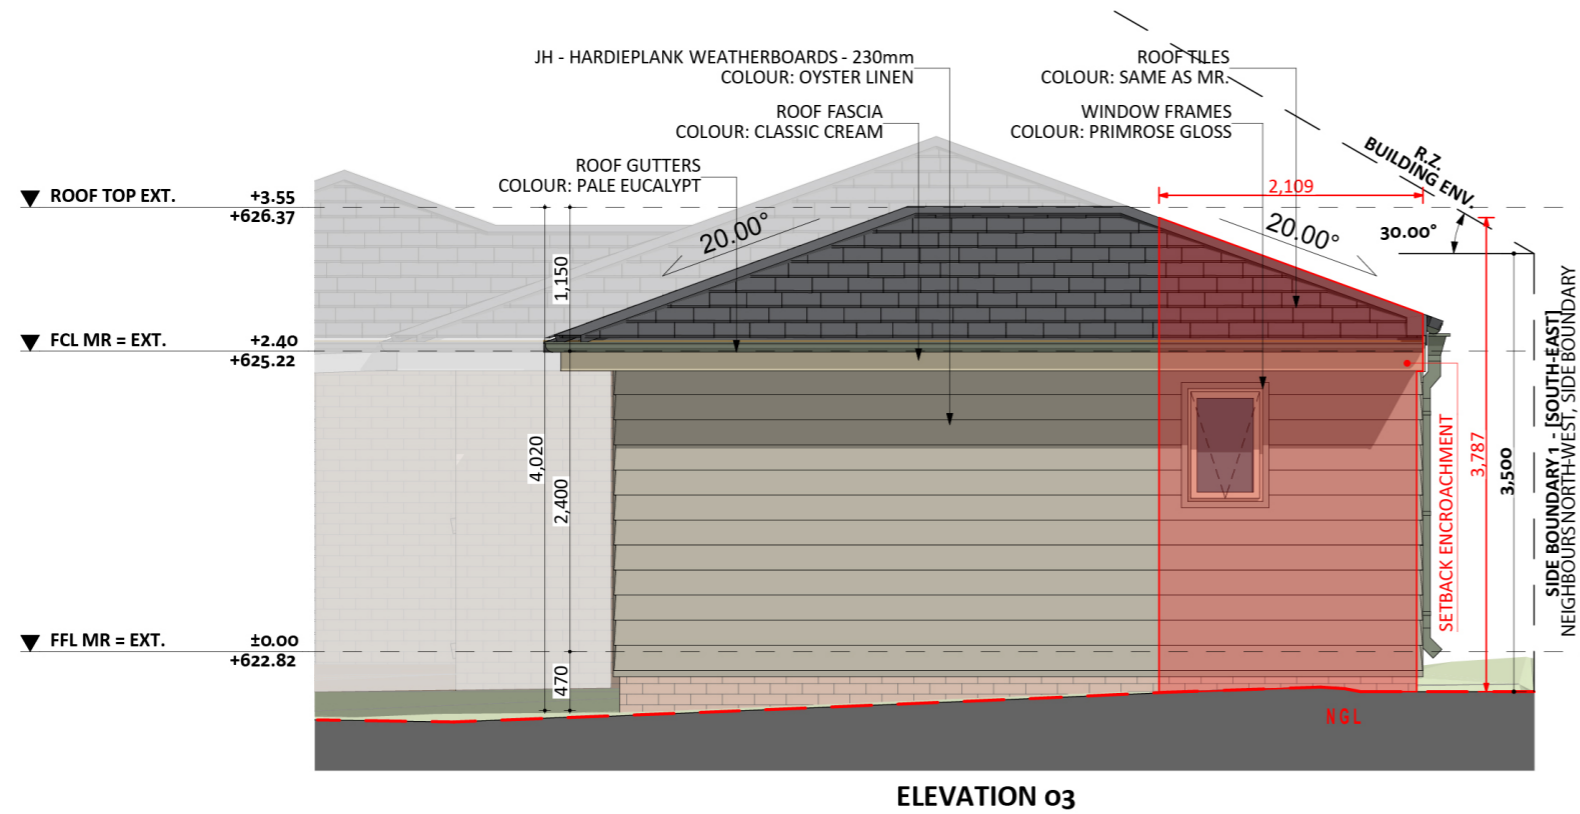 JH - HARDIEPLANK WEATHERBOARDS - 230mm
COLOUR: OYSTER LINEN
ROOF TILES
COLOUR: SAME AS MR.
ROOF FASCIA
COLOUR: CLASSIC CREAM
WINDOW FRAMES
COLOUR: PRIMROSE GLOSS
ROOF GUTTERS
COLOUR: PALE EUCALYPT
R.Z.
BUILDING ENV.
ROOF TOP EXT.
+3.55
+626.37
2,109
20.00°
20.00°
30.00°
1,150
FCL MR = EXT.
+2.40
+625.22
4,020
2,400
SETBACK ENCROACHMENT
3,787
3,500
SIDE BOUNDARY 1 - [SOUTH-EAST]
NEIGHBOURS NORTH-WEST, SIDE BOUNDARY
FFL MR = EXT.
±0.00
+622.82
470
NGL
ELEVATION 03